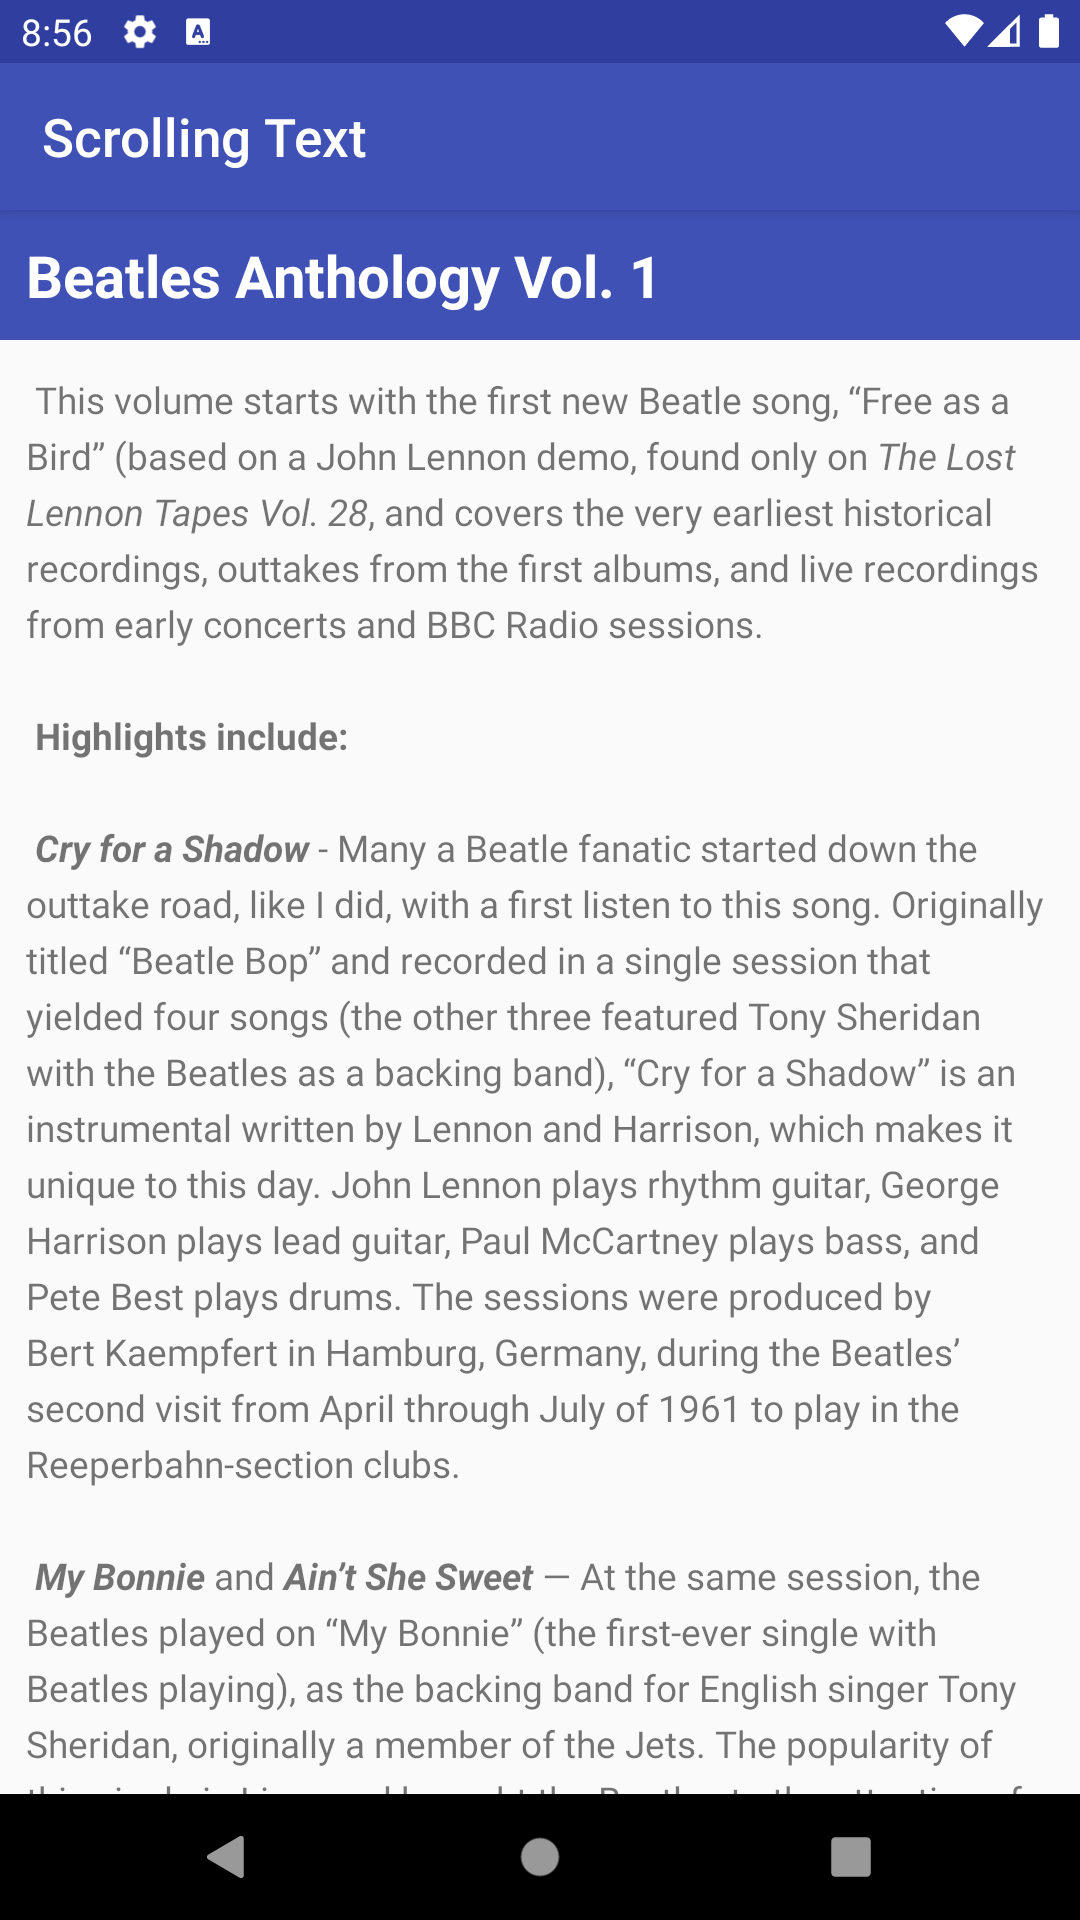 8:56
Scrolling Text
Beatles Anthology Vol. 1
This volume starts with the first new Beatle song, “Free as a
Bird” (based on a John Lennon demo, found only on The Lost
Lennon Tapes Vol. 28, and covers the very earliest historical
recordings, outtakes from the first albums, and live recordings
from early concerts and BBC Radio sessions.
Highlights include:
Cry for a Shadow - Many a Beatle fanatic started down the
outtake road, like I did, with a first listen to this song. Originally
titled “Beatle Bop” and recorded in a single session that
yielded four songs (the other three featured Tony Sheridan
with the Beatles as a backing band), “Cry for a Shadow” is an
instrumental written by Lennon and Harrison, which makes it
unique to this day. John Lennon plays rhythm guitar, George
Harrison plays lead guitar, Paul McCartney plays bass, and
Pete Best plays drums. The sessions were produced by
Bert Kaempfert in Hamburg, Germany, during the Beatles’
second visit from April through July of 1961 to play in the
Reeperbahn-section clubs.
My Bonnie and Ain’t She Sweet — At the same session, the
Beatles played on “My Bonnie” (the first-ever single with
Beatles playing), as the backing band for English singer Tony
Sheridan, originally a member of the Jets. The popularity of